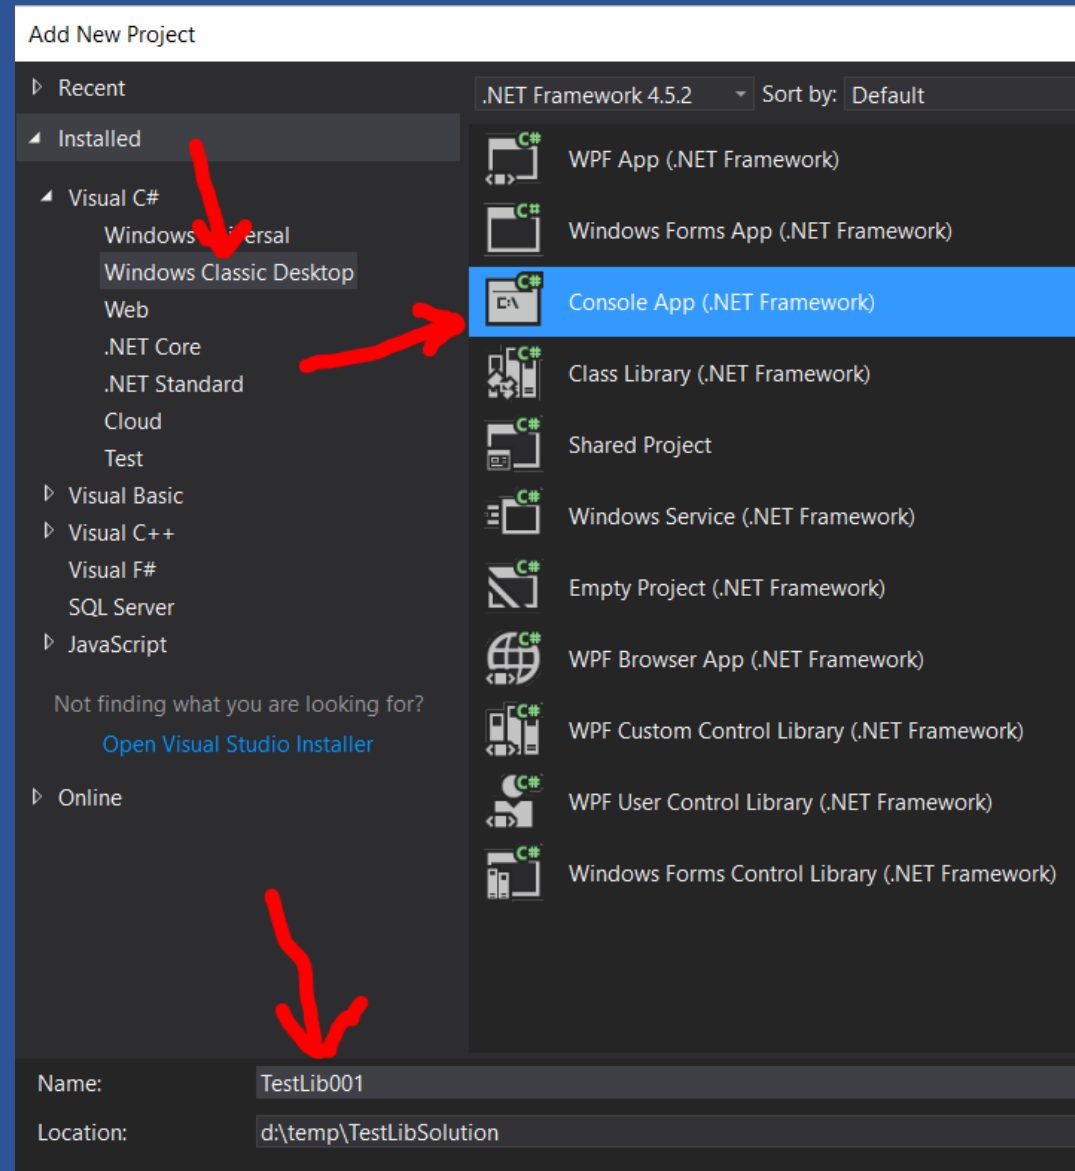 Add New Project
Recent
Installed
Visual C#
Windows ersal
Windows Classic Desktop
Web
.NET Core
.NET Standard
Cloud
Test
Visual Basic
Visual C++
Visual F#
SQL Server
JavaScript
Not finding what you are looking for?
Open Visual Studio Installer
Online
.NET Framework 4.5.2 Sort by: Default
C# WPF App (.NET Framework)
C# Windows Forms App (.NET Framework)
C# C:\ Console App (.NET Framework)
C# Class Library (.NET Framework)
C# Shared Project
C# Windows Service (.NET Framework)
C# Empty Project (.NET Framework)
C# WPF Browser App (.NET Framework)
C# WPF Custom Control Library (.NET Framework)
C# WPF User Control Library (.NET Framework)
C# Windows Forms Control Library (.NET Framework)
Name: TestLib001
Location: d:\temp\TestLibSolution